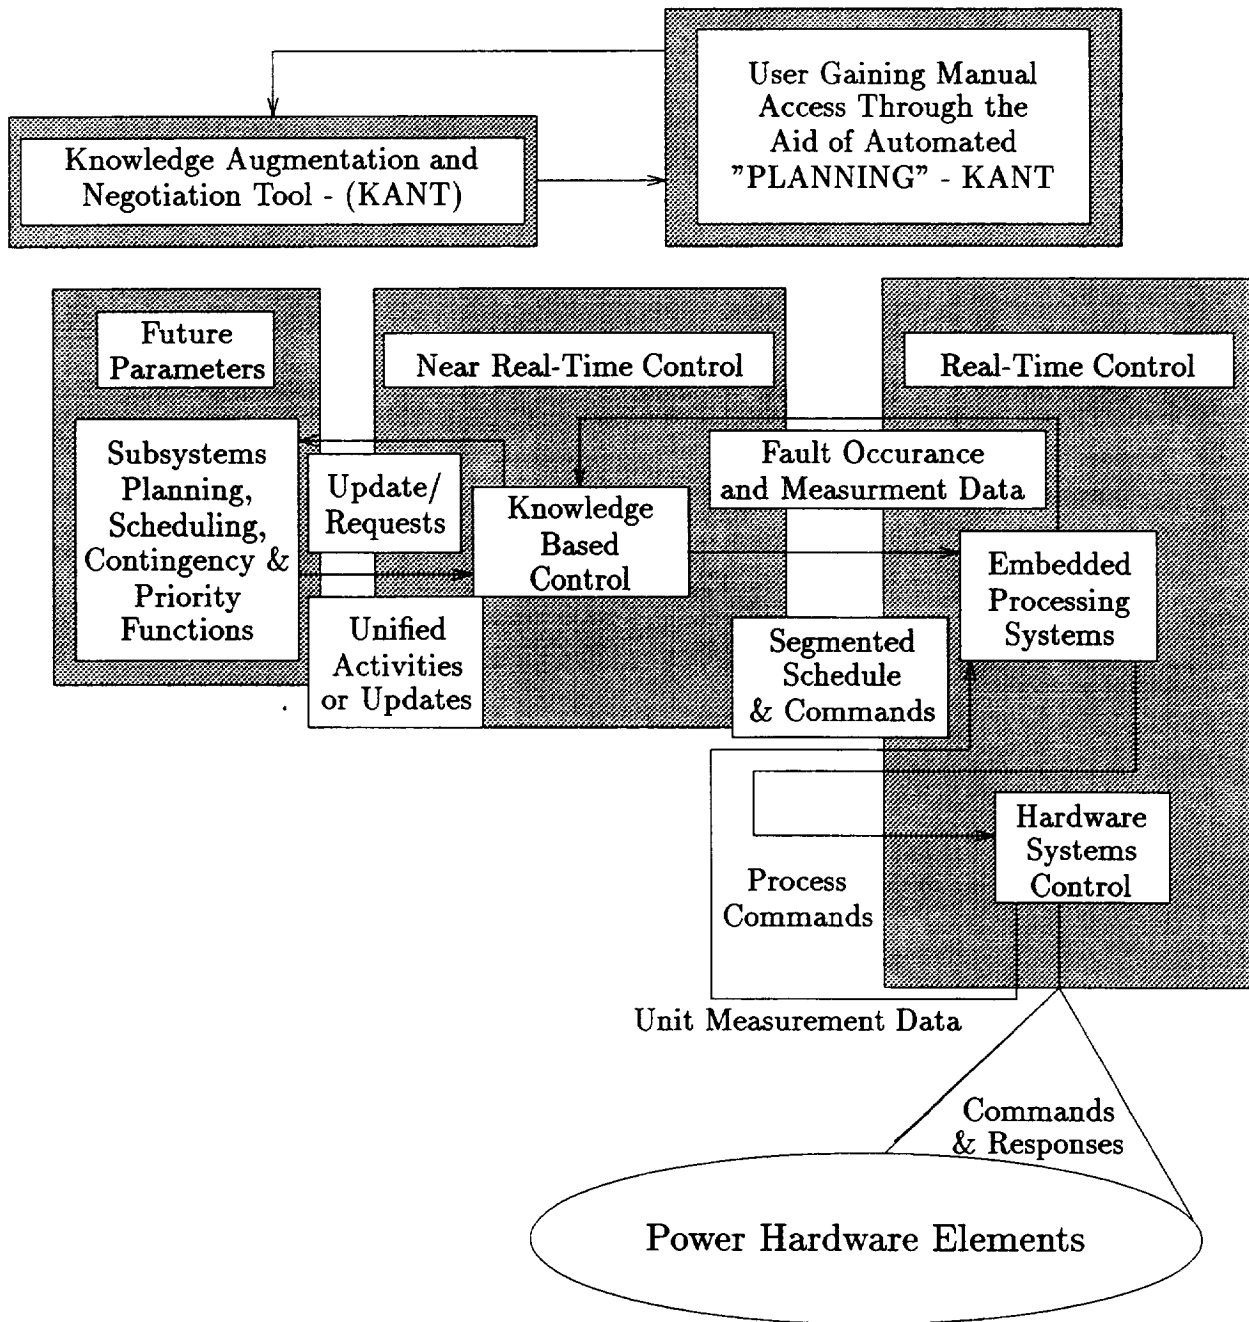 User Gaining Manual
Access Through the
Aid of Automated
"PLANNING" - KANT
Knowledge Augmentation and
Negotiation Tool - (KANT)
Future
Parameters
Near Real-Time Control
Real-Time Control
Subsystems
Planning,
Scheduling,
Contingency &
Priority
Functions
Update/
Requests
Knowledge
Based
Control
Fault Occurance
and Measurment Data
Embedded
Processing
Systems
Unified
Activities
or Updates
Segmented
Schedule
& Commands
Hardware
Systems
Control
Process
Commands
Unit Measurement Data
Commands
& Responses
Power Hardware Elements